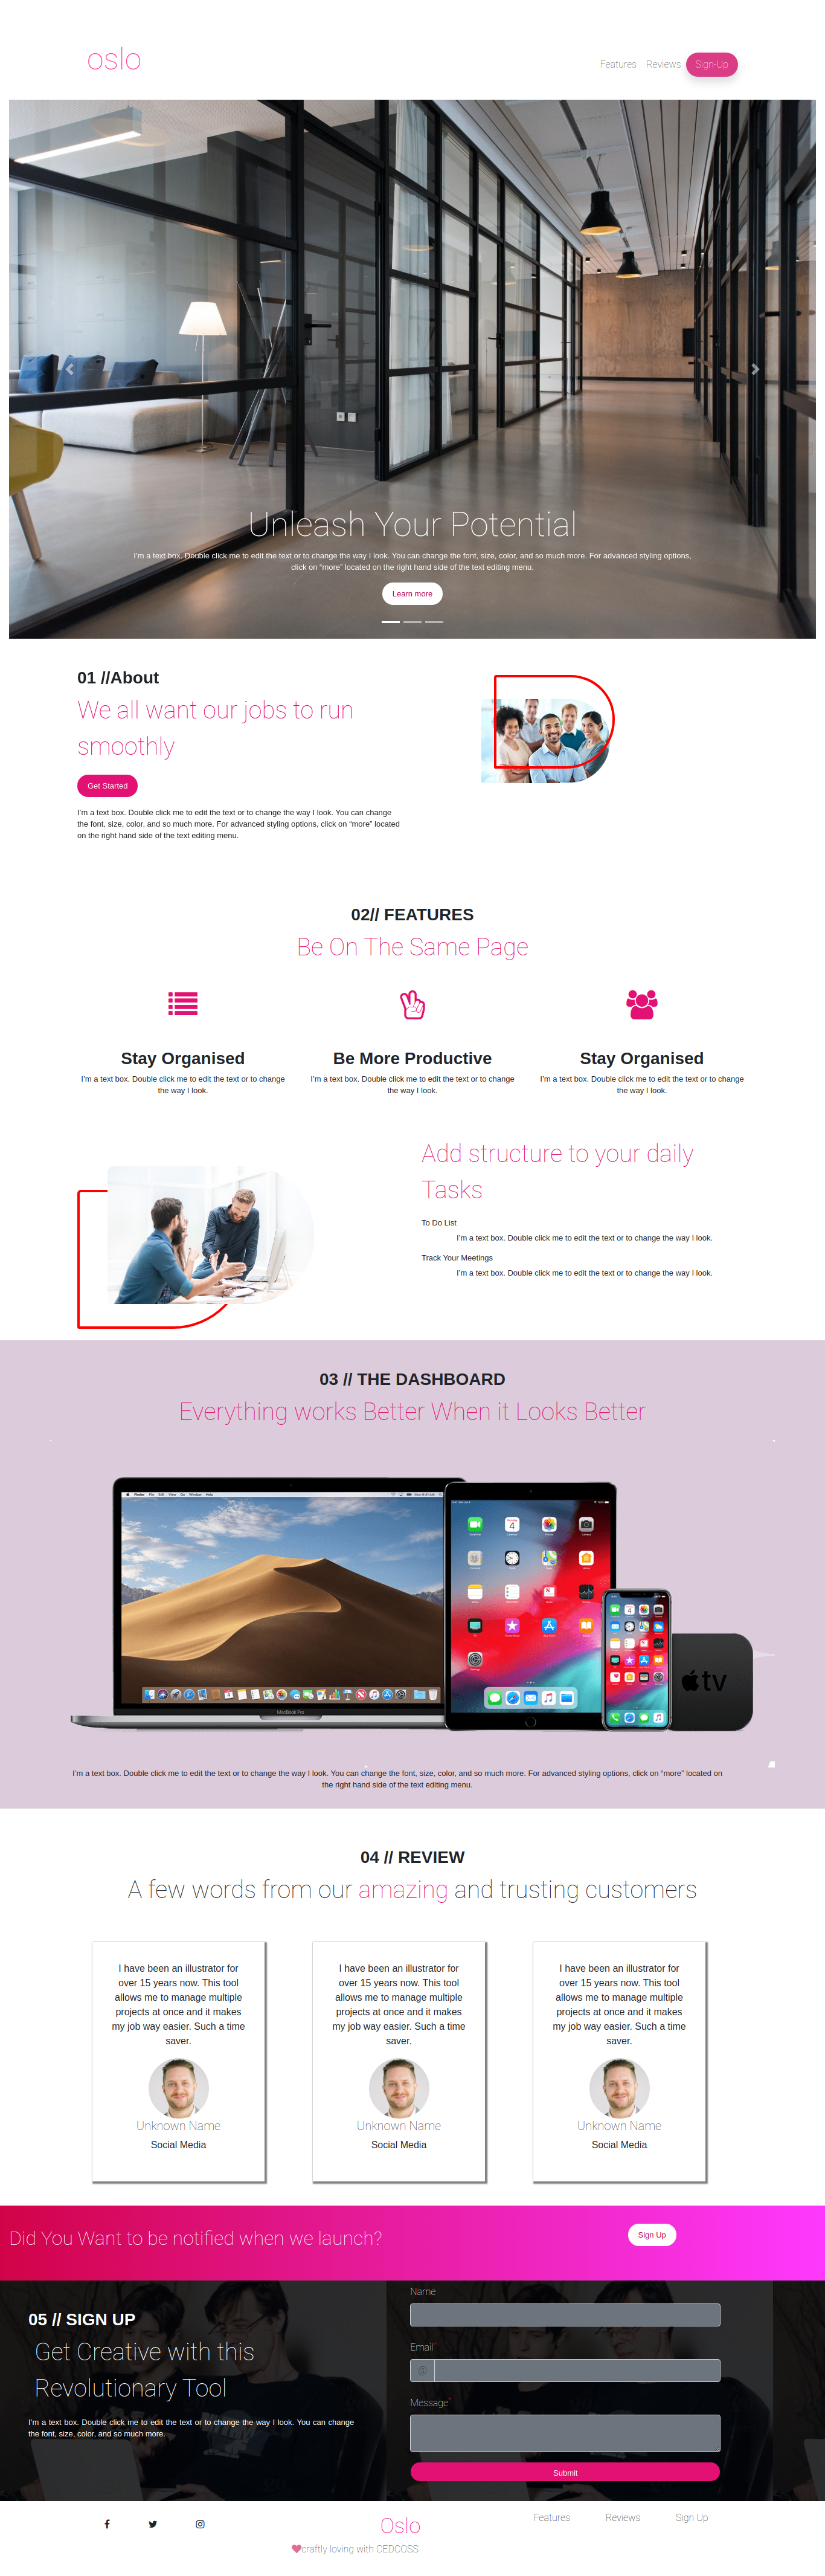 oslo
Features Reviews Sign-Up
Unleash Your Potential
I'm a text box. Double click me to edit the text or to change the way I look. You can change the font, size, color, and so much more. For advanced styling options,
click on “more” located on the right hand side of the text editing menu.
Learn more
01 //About
We all want our jobs to run
smoothly
Get Started
I'm a text box. Double click me to edit the text or to change the way I look. You can change
the font, size, color, and so much more. For advanced styling options, click on “more” located
on the right hand side of the text editing menu.
02// FEATURES
Be On The Same Page
Stay Organised
I'm a text box. Double click me to edit the text or to change
the way I look.
Be More Productive
I'm a text box. Double click me to edit the text or to change
the way I look.
Stay Organised
I'm a text box. Double click me to edit the text or to change
the way I look.
Add structure to your daily
Tasks
To Do List
I'm a text box. Double click me to edit the text or to change the way I look.
Track Your Meetings
I'm a text box. Double click me to edit the text or to change the way I look.
03 // THE DASHBOARD
Everything works Better When it Looks Better
MacBook Pro
tv
I'm a text box. Double click me to edit the text or to change the way I look. You can change the font, size, color, and so much more. For advanced styling options, click on “more” located on
the right hand side of the text editing menu.
04 // REVIEW
A few words from our amazing and trusting customers
I have been an illustrator for
over 15 years now. This tool
allows me to manage multiple
projects at once and it makes
my job way easier. Such a time
saver.
Unknown Name
Social Media
I have been an illustrator for
over 15 years now. This tool
allows me to manage multiple
projects at once and it makes
my job way easier. Such a time
saver.
Unknown Name
Social Media
I have been an illustrator for
over 15 years now. This tool
allows me to manage multiple
projects at once and it makes
my job way easier. Such a time
saver.
Unknown Name
Social Media
Did You Want to be notified when we launch?
Sign Up
05 // SIGN UP
Get Creative with this
Revolutionary Tool
I'm a text box. Double click me to edit the text or to change the way I look. You can change
the font, size, color, and so much more.
Name
Email*
@
Message*
Submit
Oslo
craftly loving with CEDCOSS
Features Reviews Sign Up